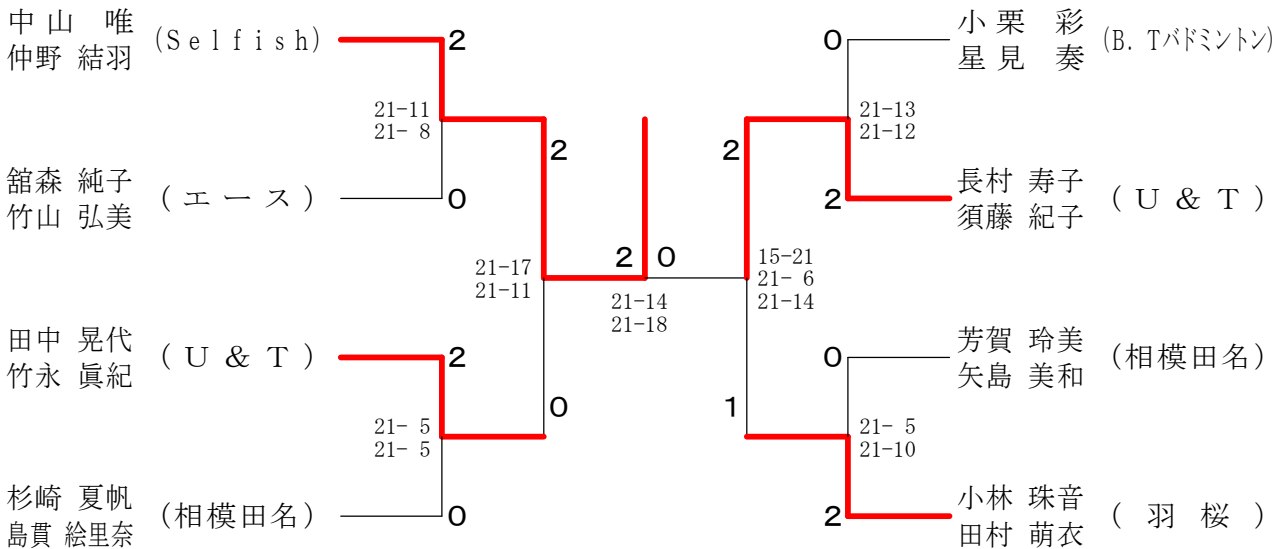 中山 唯
仲野 結羽
(Selfish)
2
21-11
21- 8
舘森 純子
竹山 弘美
(エース)
0
2
21-17
21-11
田中 晃代
竹永 眞紀
(U & T)
2
21- 5
21- 5
杉崎 夏帆
島貫 絵里奈
(相模田名)
0
0
2 0
21-14
21-18
小栗 彩
星見 奏
(B. Tバドミントン)
0
21-13
21-12
長村 寿子
須藤 紀子
(U & T)
2
2
15-21
21- 6
21-14
芳賀 玲美
矢島 美和
(相模田名)
0
1
21- 5
21-10
小林 珠音
田村 萌衣
(羽桜)
2